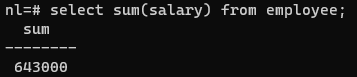 nl=# select sum(salary) from employee;
sum
--------
643000